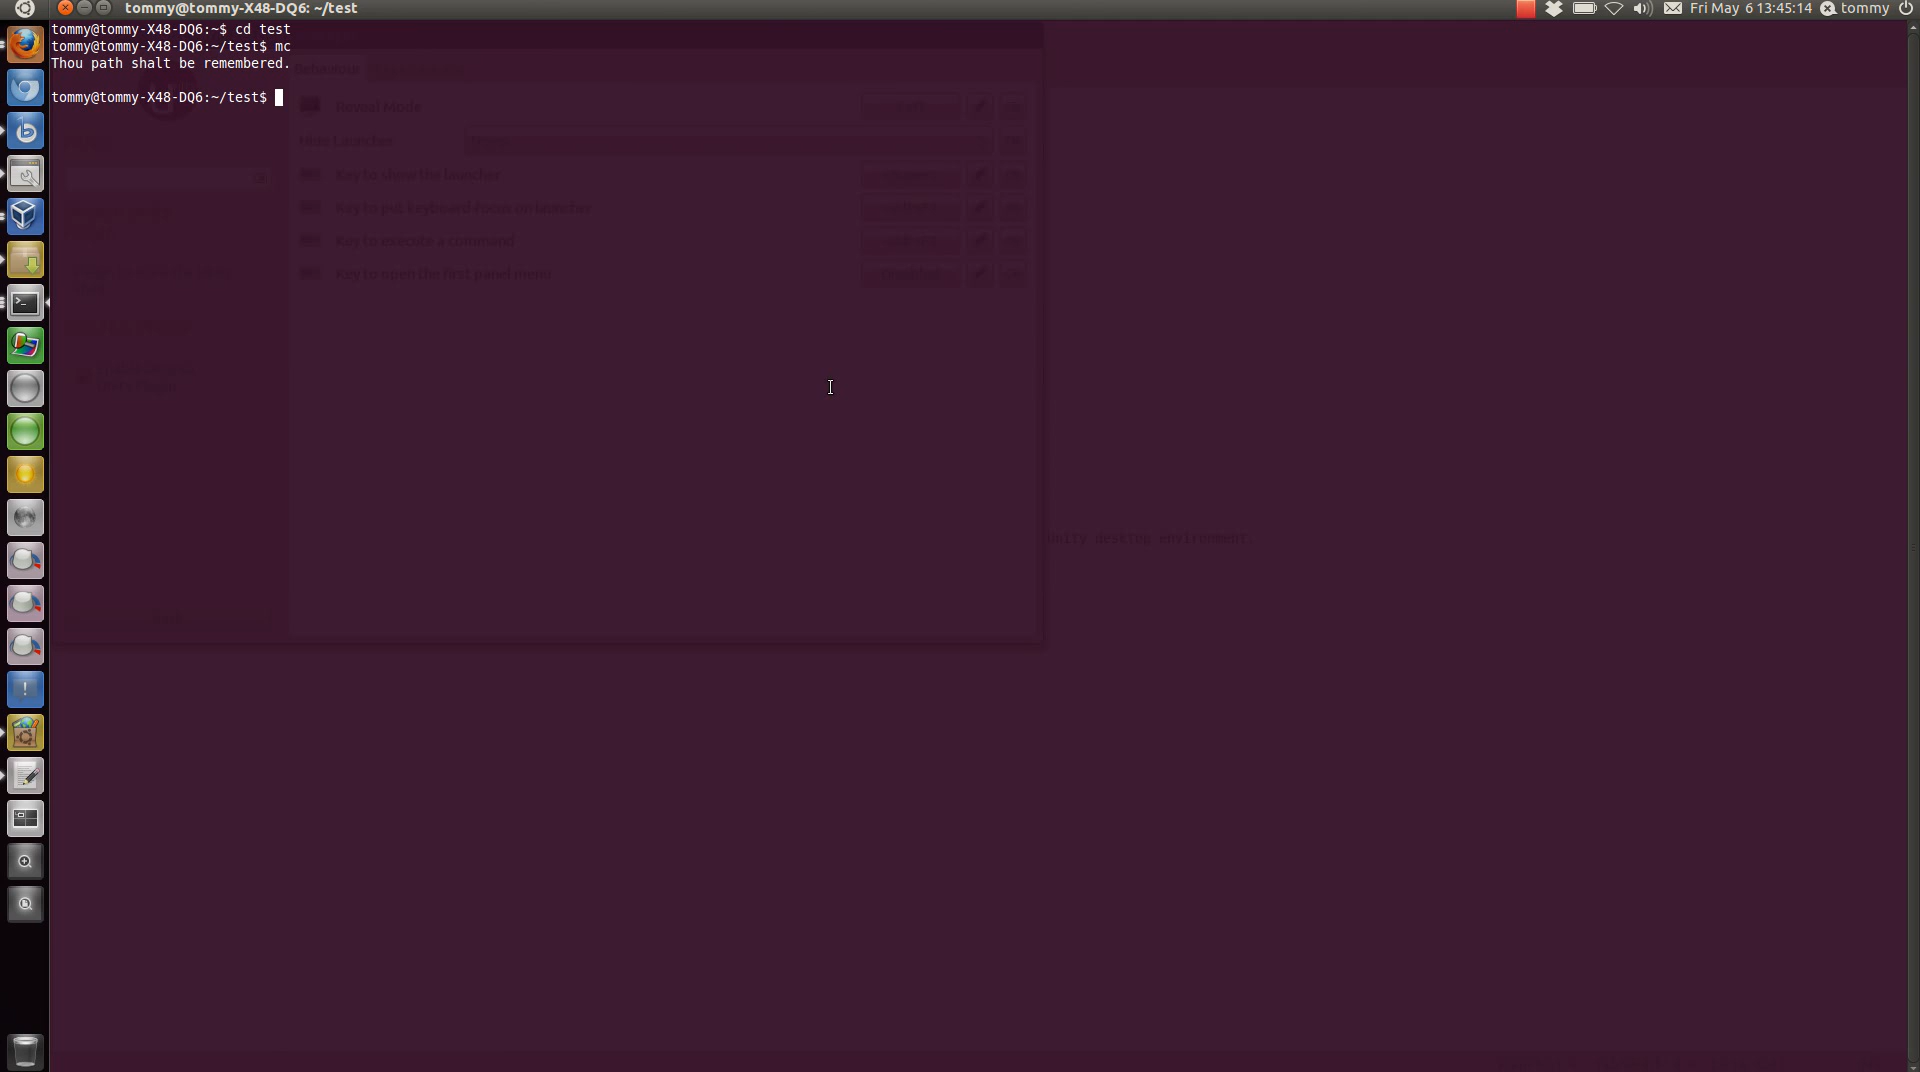 tommy@tommy-X48-DQ6: ~/test
Fri May 6 13:45:14
tommy
tommy@tommy-X48-DQ6:~$ cd test
tommy@tommy-X48-DQ6:~/test$ mc
Thou path shalt be remembered.
tommy@tommy-X48-DQ6:~/test$
Behaviour
Reveal Mode
Hide Launcher
Key to show the launcher
Key to put keyboard focus on launcher
Key to execute a command
Key to open the first panel menu
Disabled
Unity desktop environment.